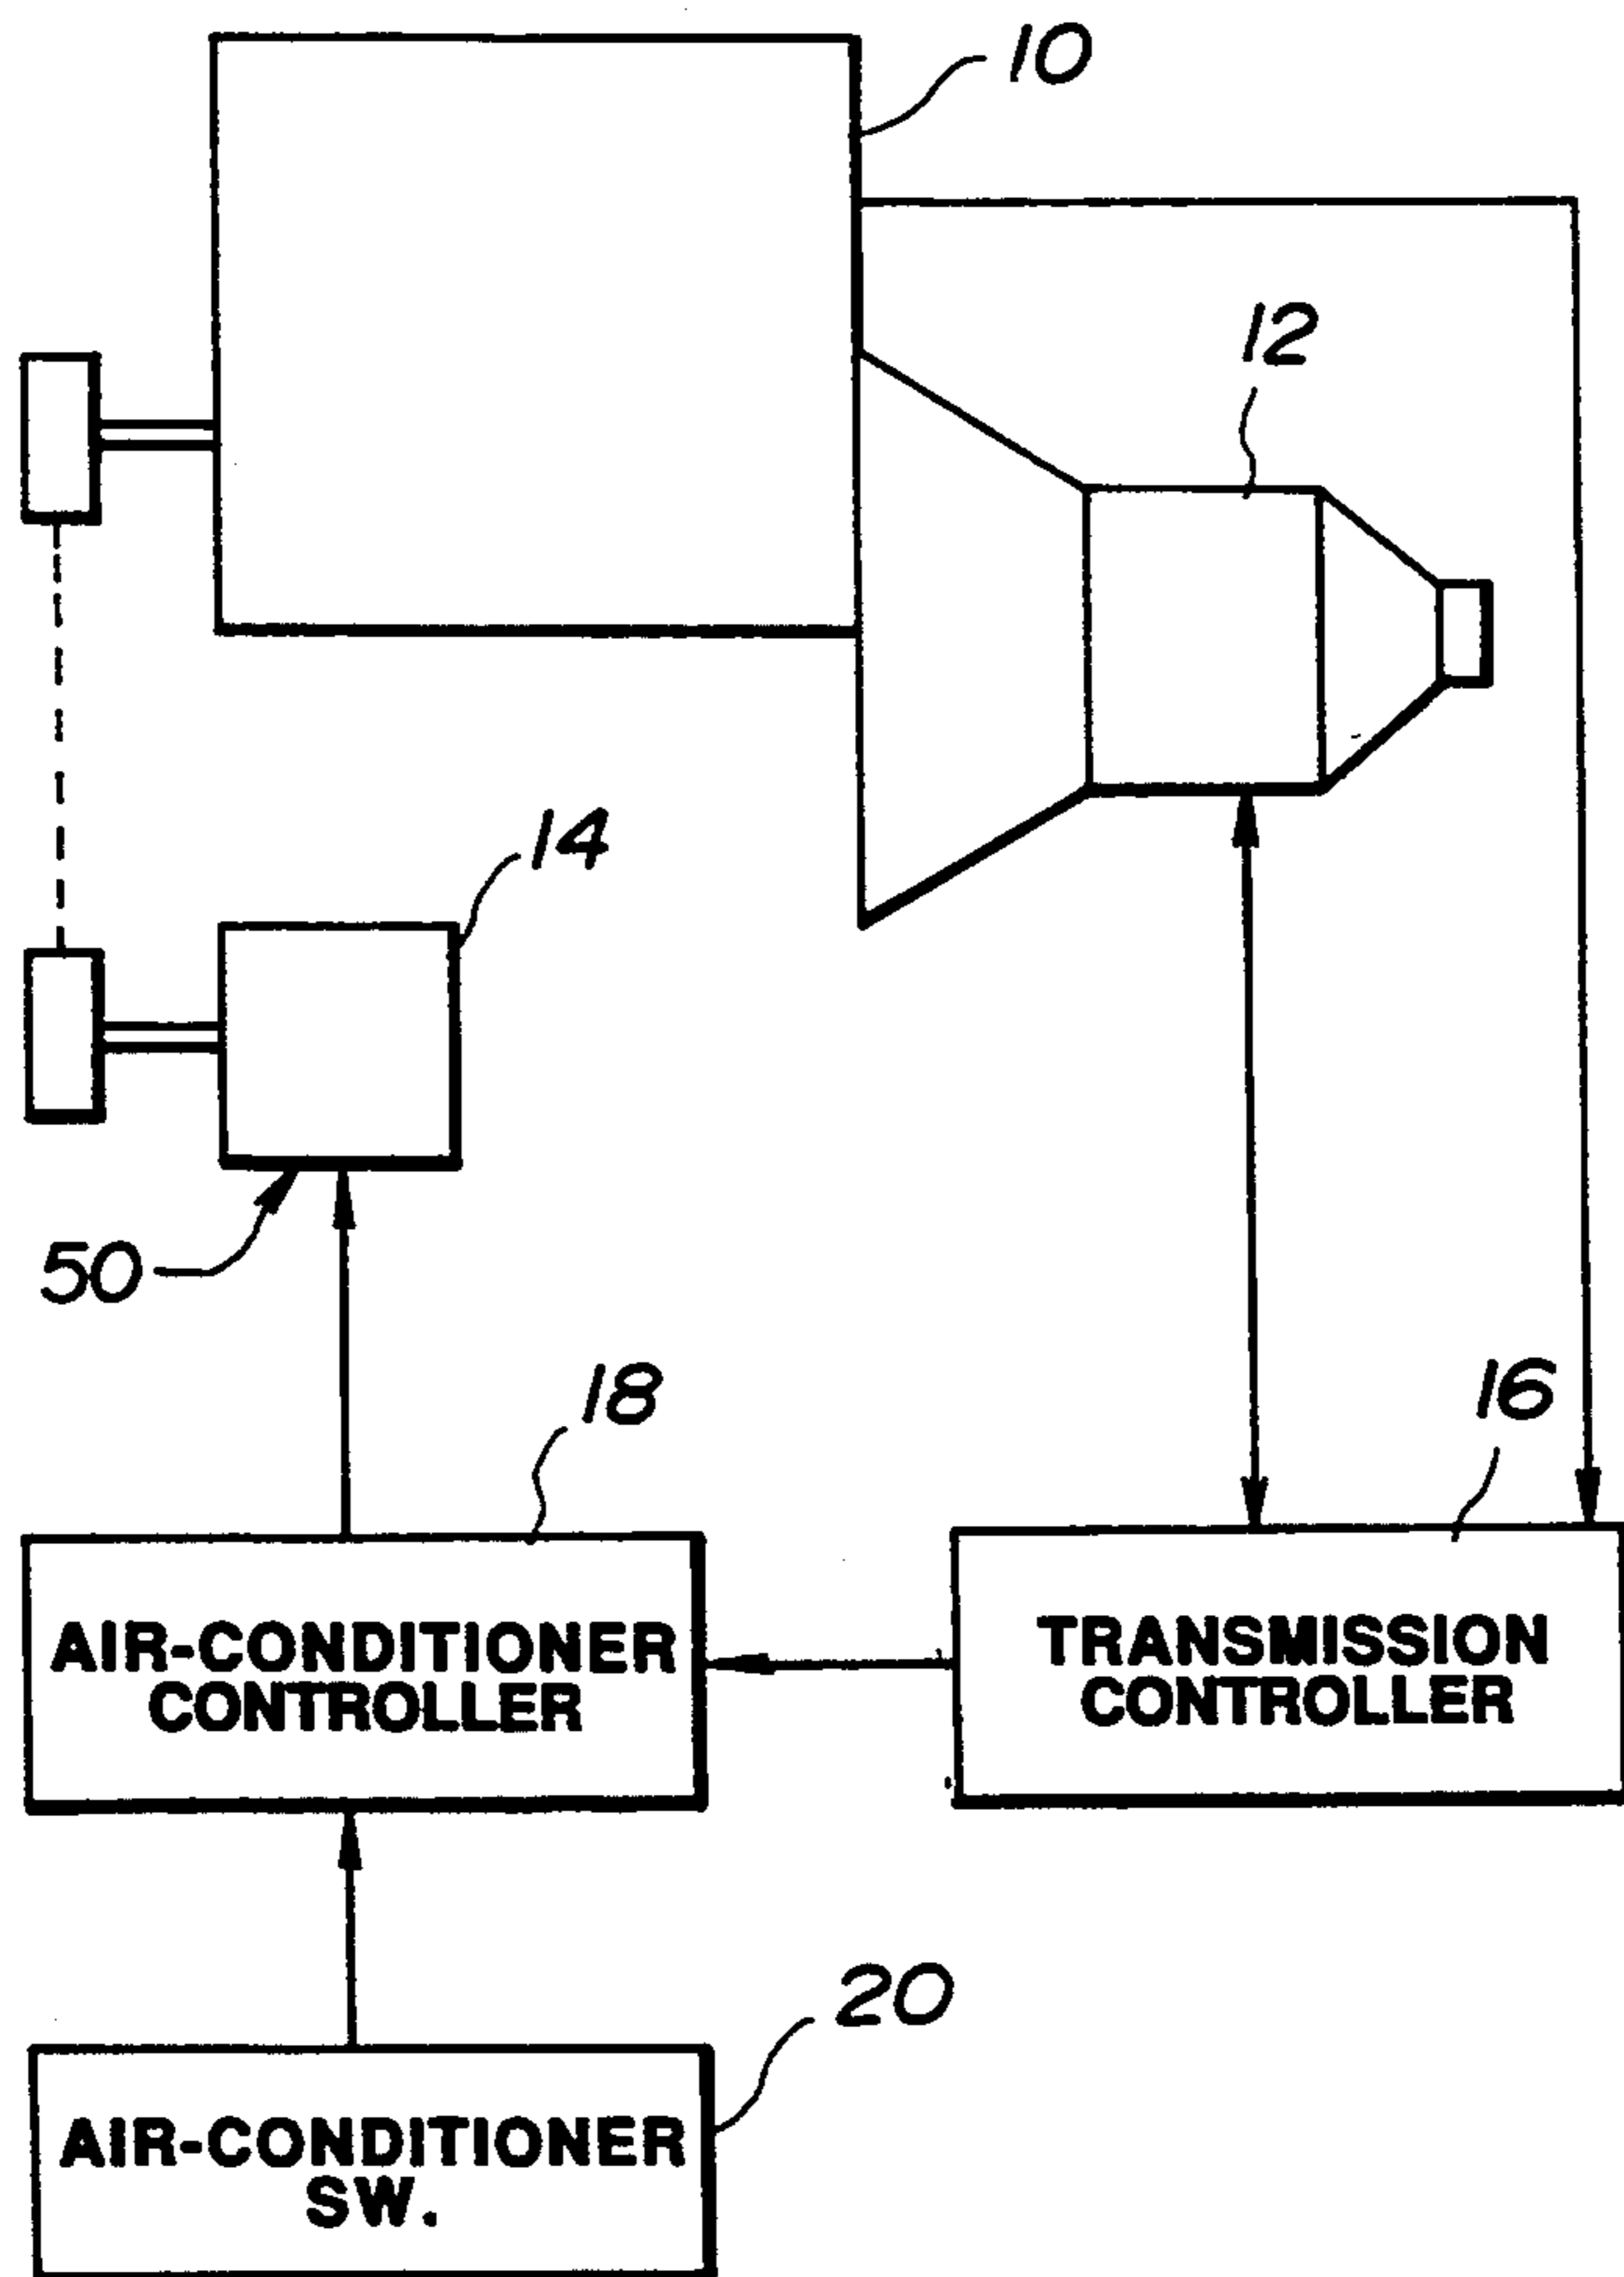 10
12
14
50
18
16
AIR-CONDITIONER
CONTROLLER
TRANSMISSION
CONTROLLER
20
AIR-CONDITIONER
SW.